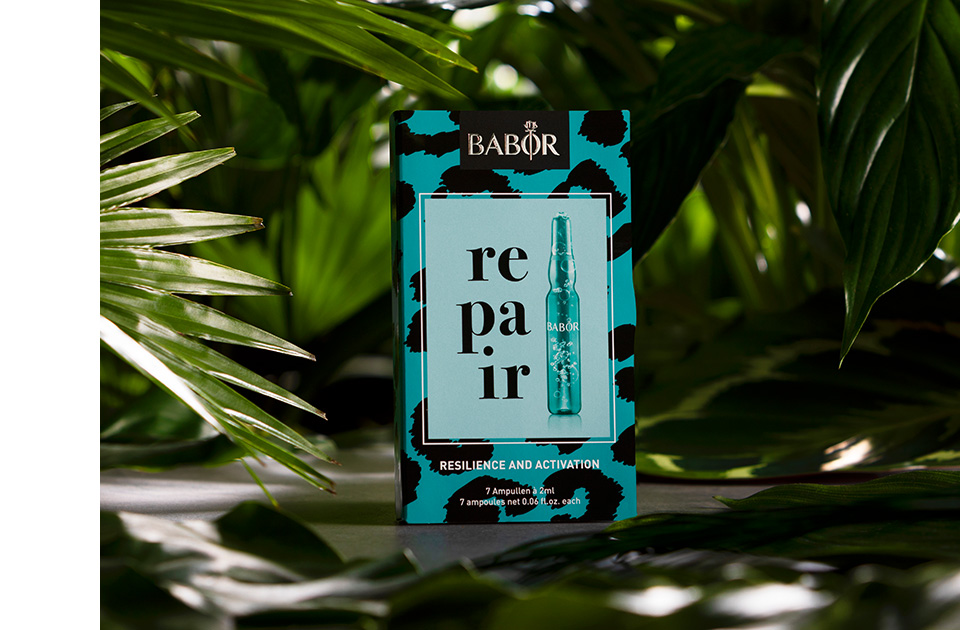 BABOR
re
pa
ir
BABOR
RESILIENCE AND ACTIVATION
7 Ampullen à 2ml
7 ampoules net 0.06 fl.oz. each